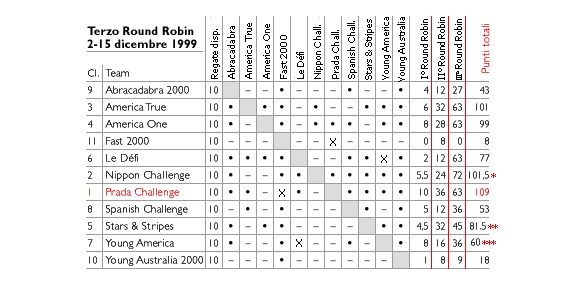 Terzo Round Robin
2-15 dicembre 1999
Cl. Team Regate disp. Abracadabra America True America One Fast 2000 Le Défi Nippon Chall. Prada Chall. Spanish Chall. Stars & Stripes Young America Young Australia I° Round Robin II° Round Robin III° Round Robin Punti totali
9 Abracadabra 2000 10 4 12 27 43
3 America True 10 6 32 63 101
4 America One 10 8 28 63 99
11 Fast 2000 10 X 0 8 0 8
6 Le Défi 10 X 2 12 63 77
2 Nippon Challenge 10 5,5 24 72 101,5*
1 Prada Challenge 10 X 10 36 63 109
8 Spanish Challenge 10 5 12 36 53
5 Stars & Stripes 10 4,5 32 45 81,5**
7 Young America 10 X 8 16 36 60***
10 Young Australia 2000 10 1 8 9 18